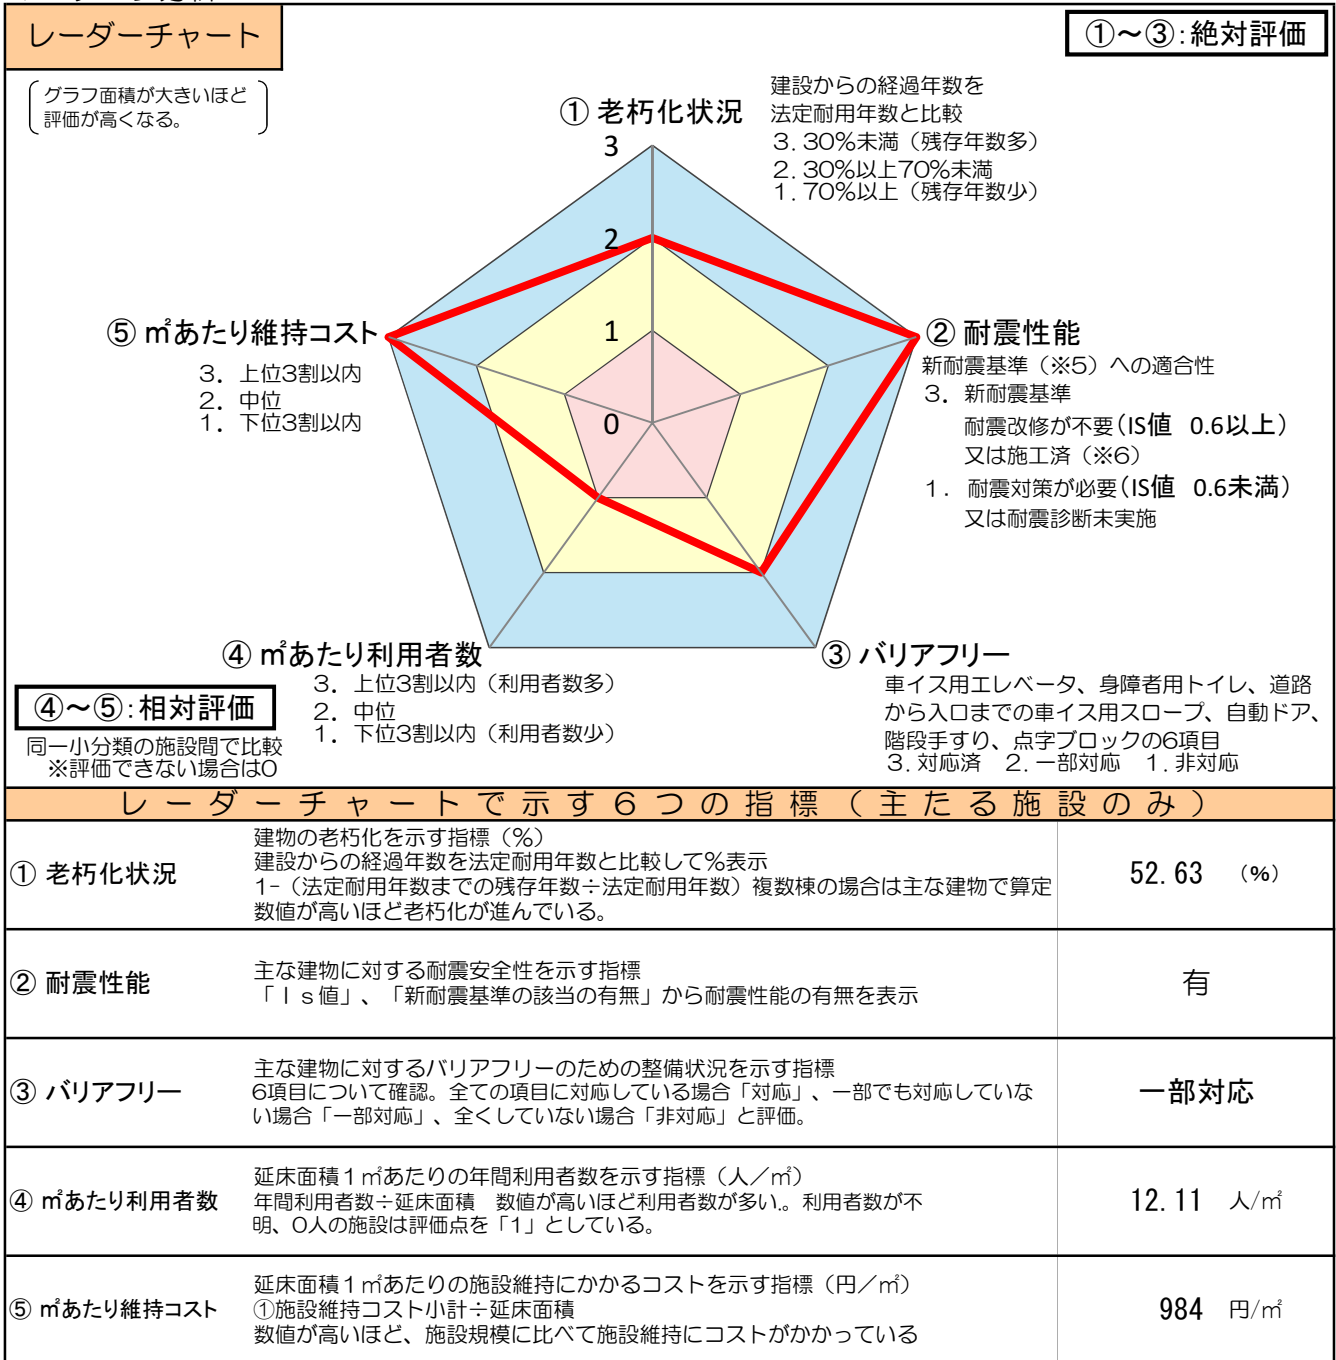 レーダーチャート
①～③:絶対評価
グラフ面積が大きいほど
評価が高くなる。
① 老朽化状況
建設からの経過年数を
法定耐用年数と比較
3．30％未満（残存年数多）
2．30％以上70％未満
1．70％以上（残存年数少）
3
2
1
0
⑤ ㎡あたり維持コスト
3．上位3割以内
2．中位
1．下位3割以内
② 耐震性能
新耐震基準（※5）への適合性
3．新耐震基準
耐震改修が不要(IS値 0.6以上)
又は施工済（※6）
1．耐震対策が必要(IS値 0.6未満)
又は耐震診断未実施
④ ㎡あたり利用者数
3．上位3割以内（利用者数多）
2．中位
1．下位3割以内（利用者数少）
④～⑤:相対評価
同一小分類の施設間で比較
※評価できない場合は0
③ バリアフリー
車イス用エレベータ、身障者用トイレ、道路
から入口までの車イス用スロープ、自動ドア、
階段手すり、点字ブロックの6項目
3．対応済　2．一部対応　1．非対応
レーダーチャートで示す６つの指標（主たる施設のみ）
① 老朽化状況
建物の老朽化を示す指標（％）
建設からの経過年数を法定耐用年数と比較して％表示
1-（法定耐用年数までの残存年数÷法定耐用年数）複数棟の場合は主な建物で算定
数値が高いほど老朽化が進んでいる。
52.63 （%）
② 耐震性能
主な建物に対する耐震安全性を示す指標
「Ｉｓ値」、「新耐震基準の該当の有無」から耐震性能の有無を表示
有
③ バリアフリー
主な建物に対するバリアフリーのための整備状況を示す指標
6項目について確認。全ての項目に対応している場合「対応」、一部でも対応していな
い場合「一部対応」、全くしていない場合「非対応」と評価。
一部対応
④ ㎡あたり利用者数
延床面積１㎡あたりの年間利用者数を示す指標（人／㎡）
年間利用者数÷延床面積　数値が高いほど利用者数が多い。利用者数が不
明、0人の施設は評価点を「1」としている。
12.11 人/㎡
⑤ ㎡あたり維持コスト
延床面積１㎡あたりの施設維持にかかるコストを示す指標（円／㎡）
①施設維持コスト小計÷延床面積
数値が高いほど、施設規模に比べて施設維持にコストがかかっている
984 円/㎡